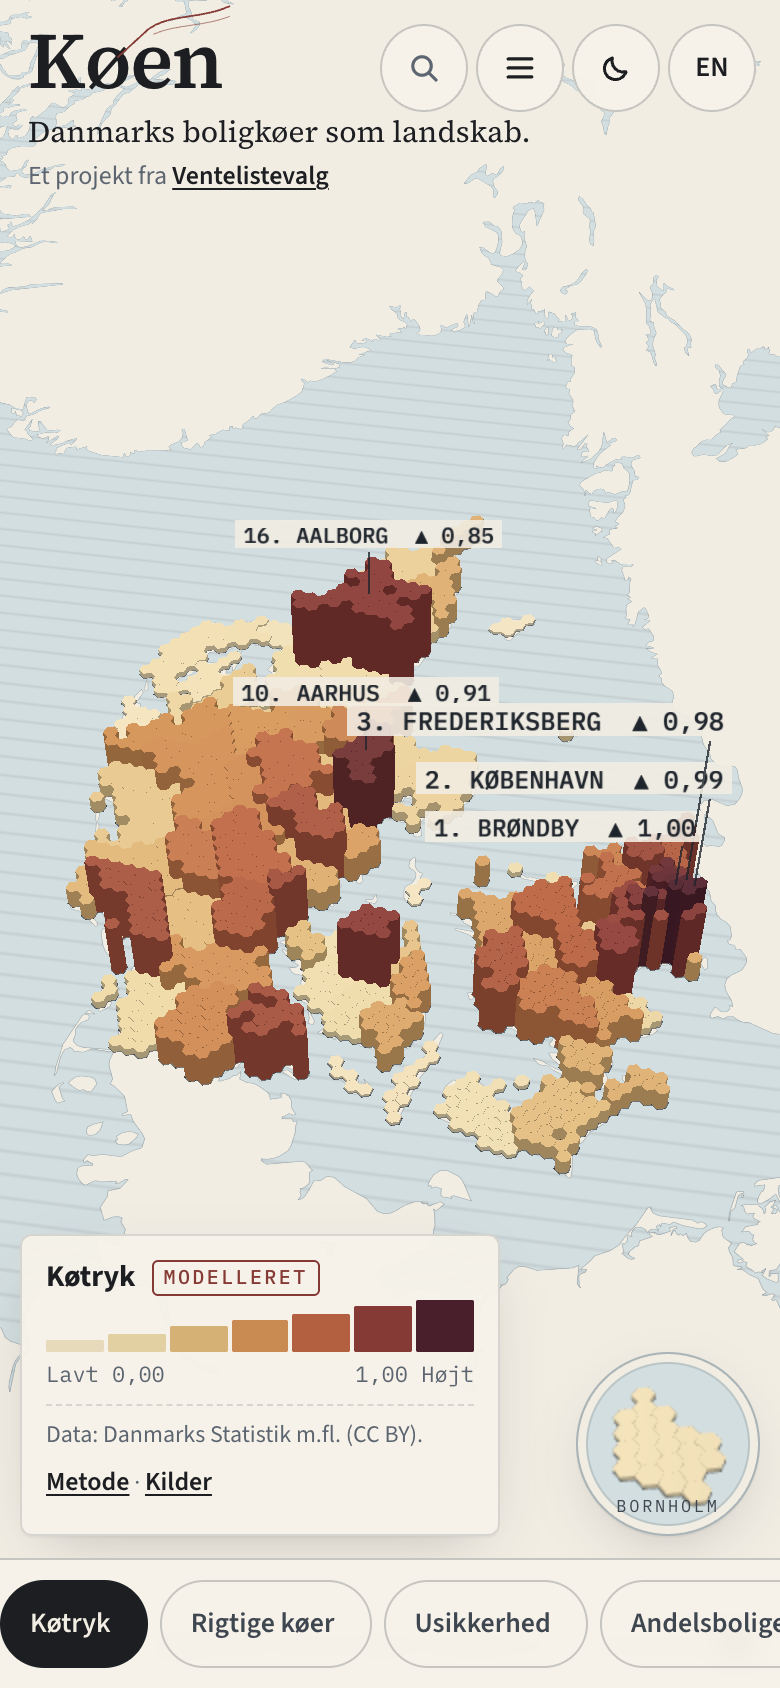 Køen
EN
Danmarks boligkøer som landskab.
Et projekt fra Ventelistevalg
16. AALBORG ▲ 0,85
10. AARHUS ▲ 0,91
3. FREDERIKSBERG ▲ 0,98
2. KØBENHAVN ▲ 0,99
1. BRØNDBY ▲ 1,00
Køtryk MODELLERET
Lavt 0,00 1,00 Højt
Data: Danmarks Statistik m.fl. (CC BY).
Metode · Kilder
BORNHOLM
Køtryk Rigtige køer Usikkerhed Andelsbolige